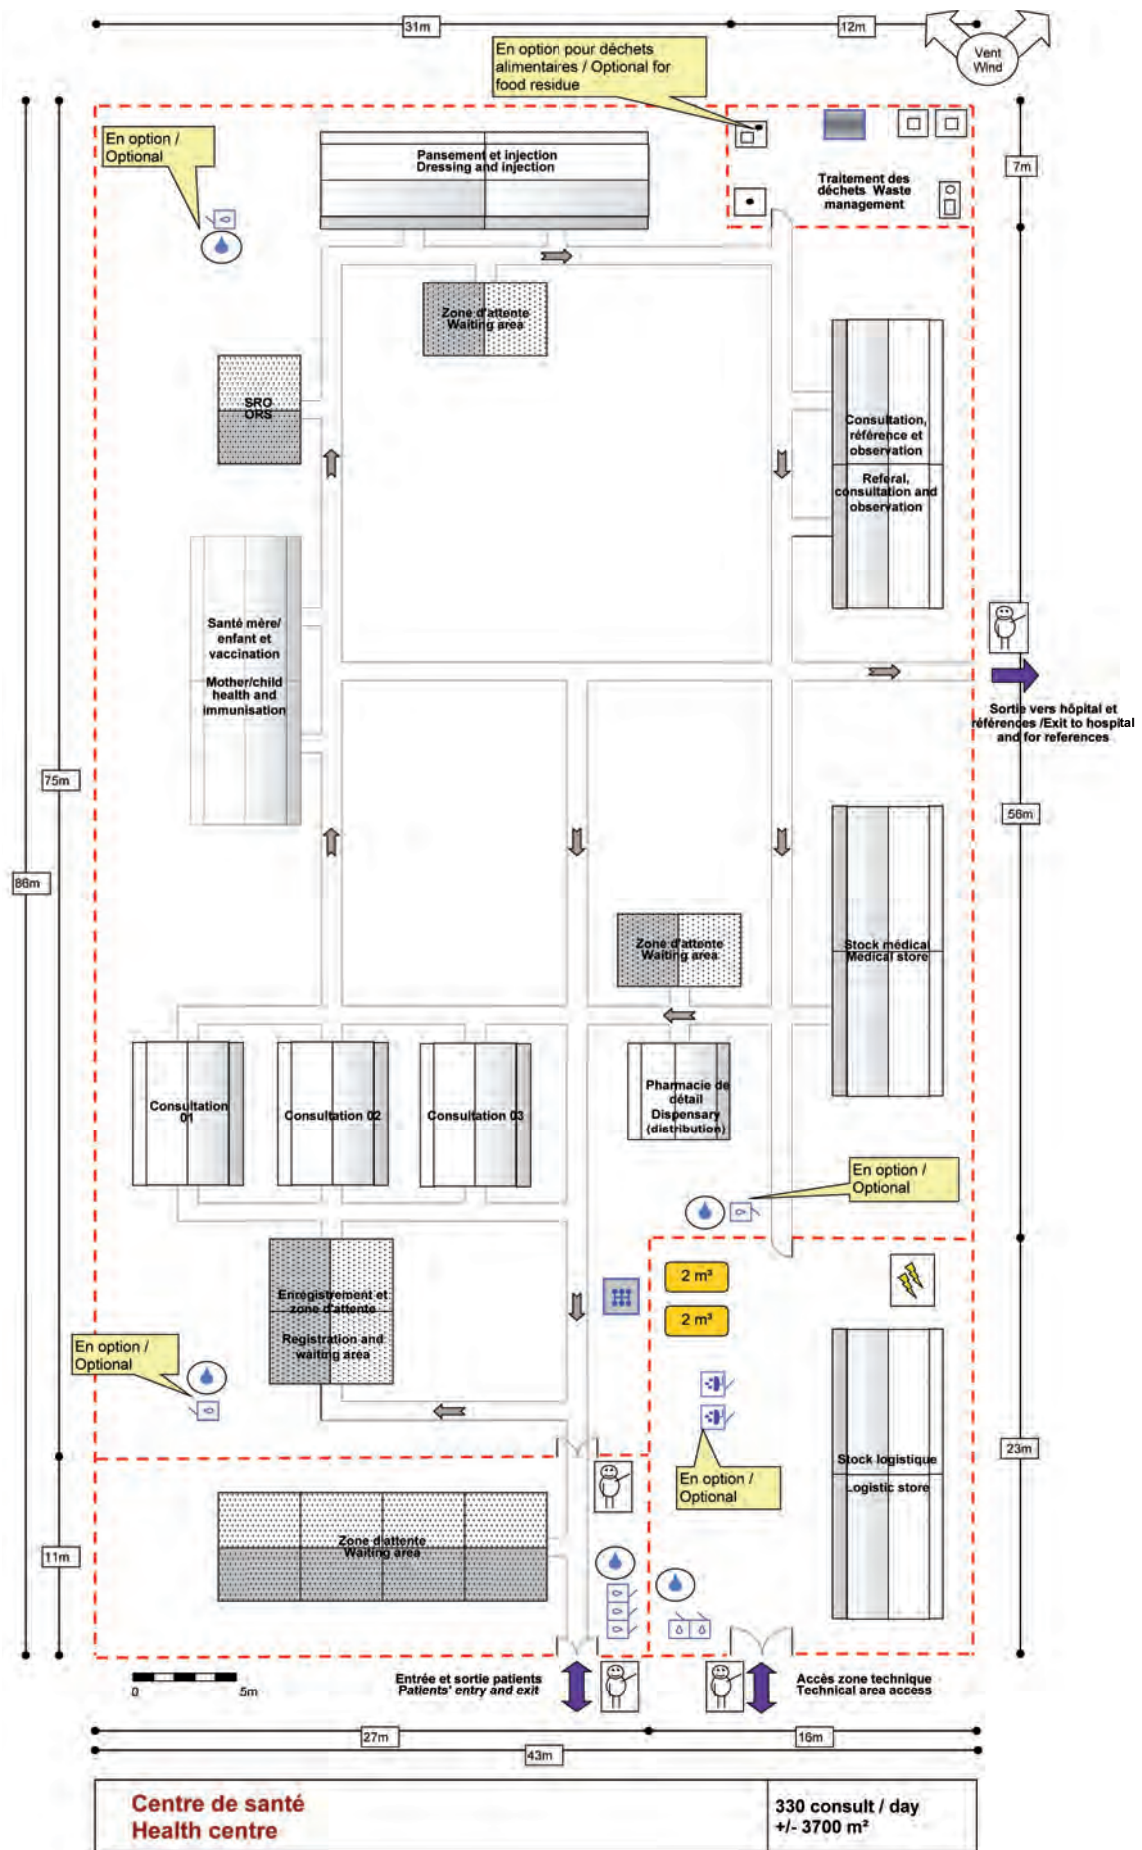 31m
12m
Vent
Wind
En option pour déchets
alimentaires / Optional for
food residue
En option /
Optional
Pansement et injection
Dressing and injection
Traitement des
déchets Waste
management
7m
Zone d'attente
Waiting area
SRO
ORS
Consultation,
référence et
observation
Referal,
consultation and
observation
Santé mère/
enfant et
vaccination
Mother/child
health and
immunisation
Sortie vers hôpital et
références /Exit to hospital
and for references
75m
56m
86m
Zone d'attente
Waiting area
Stock médical
Medical store
Consultation
01
Consultation 02
Consultation 03
Pharmacie de
détail
Dispensary
(distribution)
En option /
Optional
2 m³
2 m³
Enregistrement et
zone d'attente
Registration and
waiting area
En option /
Optional
En option /
Optional
Stock logistique
Logistic store
23m
Zone d'attente
Waiting area
11m
0
5m
Entrée et sortie patients
Patients' entry and exit
Accès zone technique
Technical area access
27m
16m
43m
Centre de santé
Health centre
330 consult / day
+/- 3700 m²